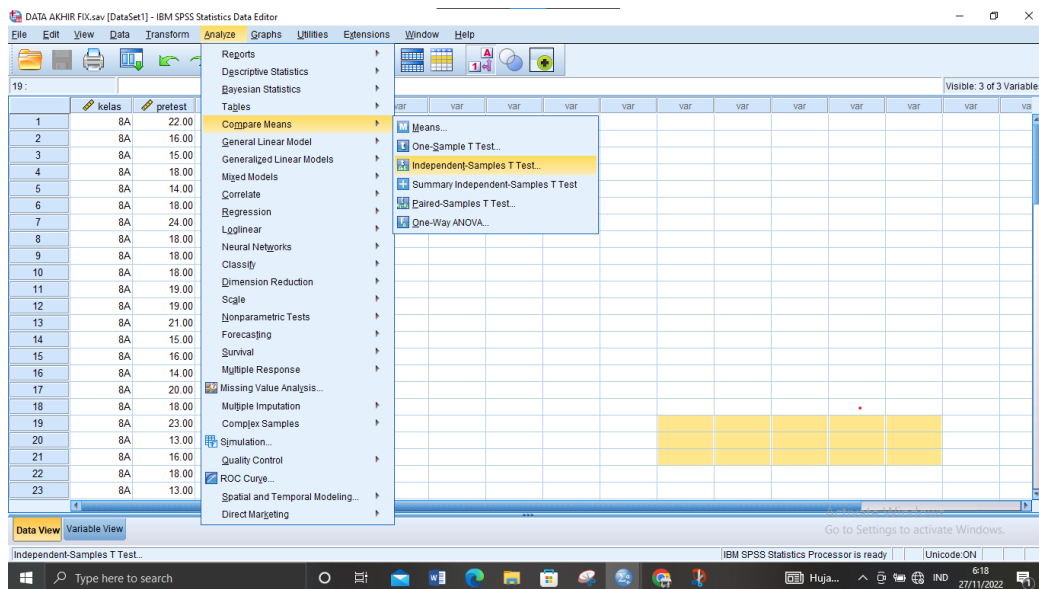 DATA AKHIR FIX.sav [DataSet1] - IBM SPSS Statistics Data Editor
File Edit View Data Transform Analyze Graphs Utilities Extensions Window Help
19 :
Visible: 3 of 3 Variable
kelas pretest var var var var var var var var var var var va
1 8A 22.00
2 8A 16.00
3 8A 15.00
4 8A 18.00
5 8A 14.00
6 8A 18.00
7 8A 24.00
8 8A 18.00
9 8A 18.00
10 8A 18.00
11 8A 19.00
12 8A 19.00
13 8A 21.00
14 8A 15.00
15 8A 16.00
16 8A 14.00
17 8A 20.00
18 8A 18.00
19 8A 23.00
20 8A 13.00
21 8A 16.00
22 8A 18.00
23 8A 13.00
Reports
Descriptive Statistics
Bayesian Statistics
Tables
Compare Means
General Linear Model
Generalized Linear Models
Mixed Models
Correlate
Regression
Loglinear
Neural Networks
Classify
Dimension Reduction
Scale
Nonparametric Tests
Forecasting
Survival
Multiple Response
Missing Value Analysis...
Multiple Imputation
Complex Samples
Simulation...
Quality Control
ROC Curve...
Spatial and Temporal Modeling...
Direct Marketing
Means...
One-Sample T Test...
Independent-Samples T Test...
Summary Independent-Samples T Test
Paired-Samples T Test...
One-Way ANOVA...
Go to Settings to activate Windows.
Data View Variable View
Independent-Samples T Test...
IBM SPSS Statistics Processor is ready
Unicode:ON
Type here to search
Huja...
IND
6:18
27/11/2022